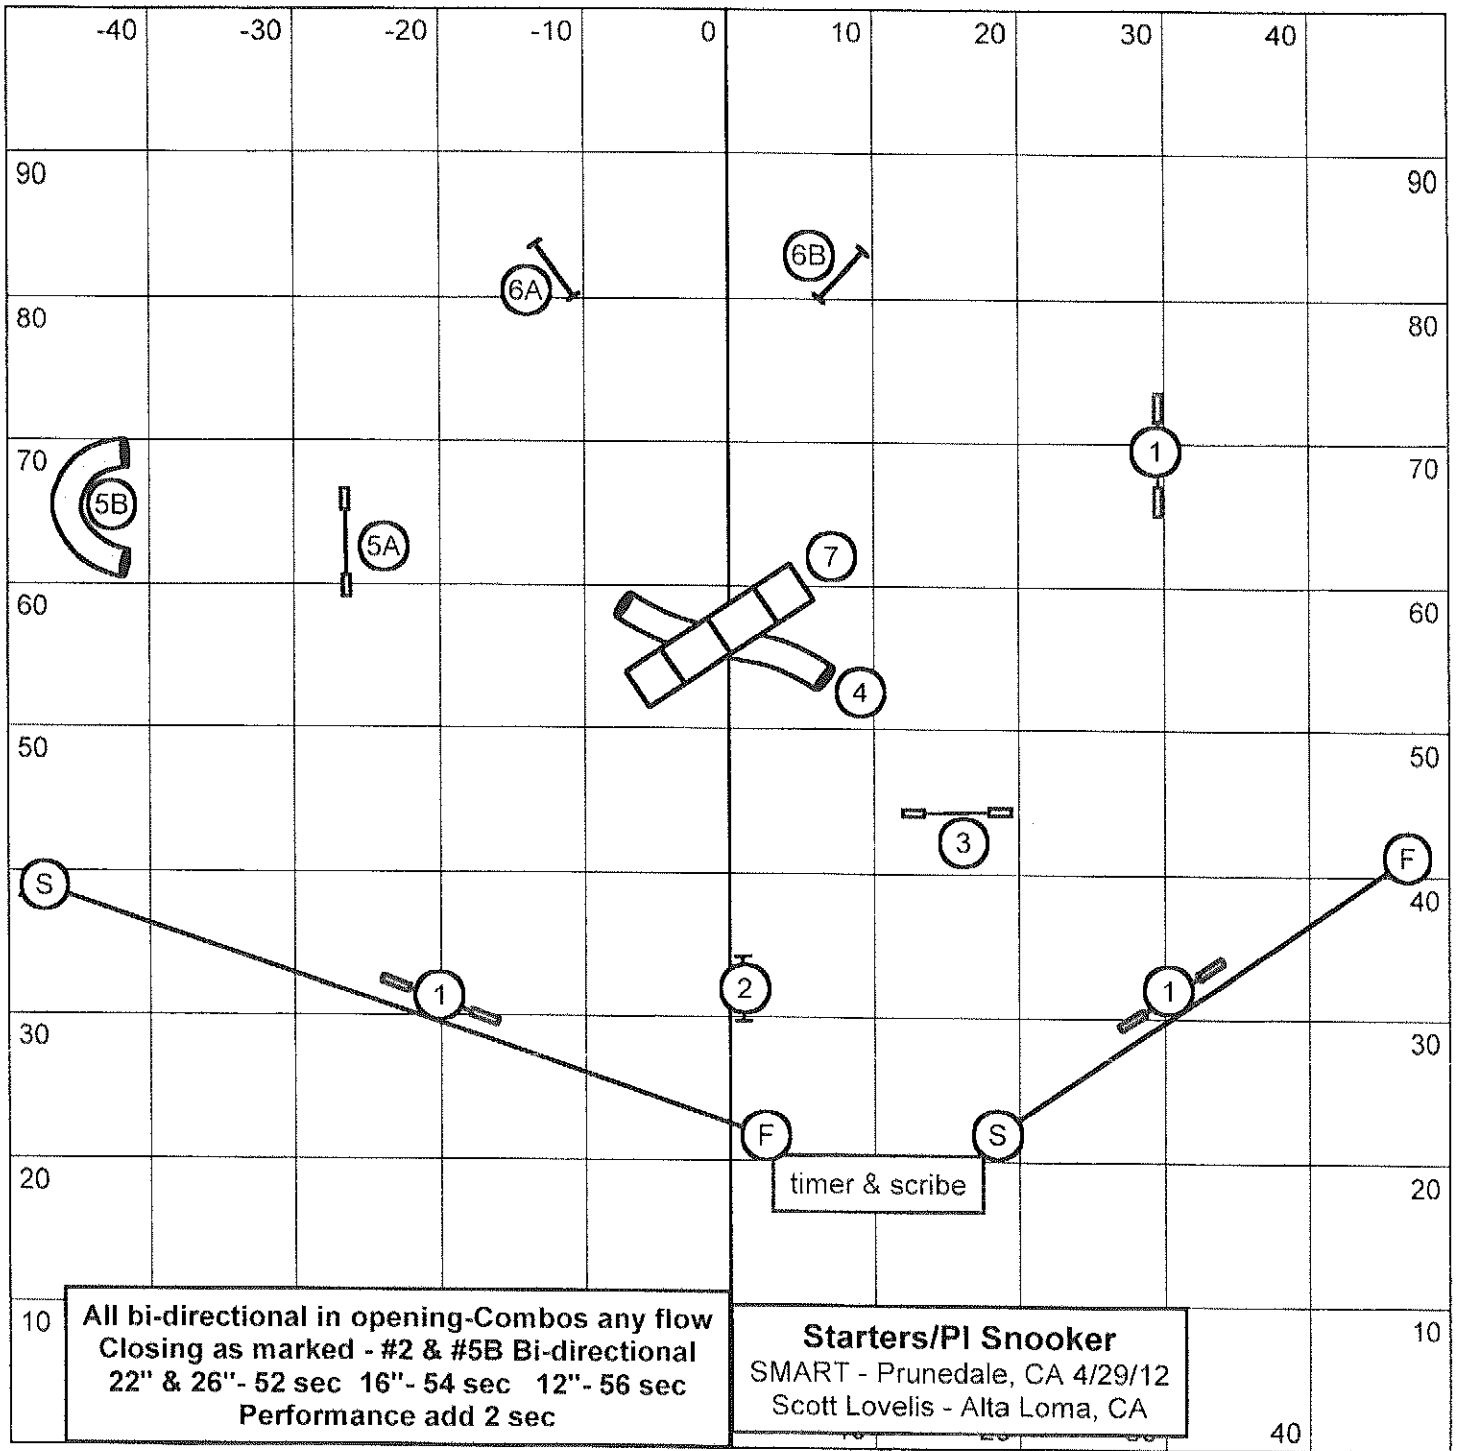 -40 -30 -20 -10 0 10 20 30 40
90 90
6B
6A
80 80
1
70 70
5B
5A
7
60 60
4
50 50
3
F
S
40
1 2 1
30 30
F S
timer & scribe
20 20
10 10
All bi-directional in opening-Combos any flow
Closing as marked - #2 & #5B Bi-directional
22" & 26"- 52 sec 16"- 54 sec 12"- 56 sec
Performance add 2 sec
Starters/PI Snooker
SMART - Prunedale, CA 4/29/12
Scott Lovelis - Alta Loma, CA
40